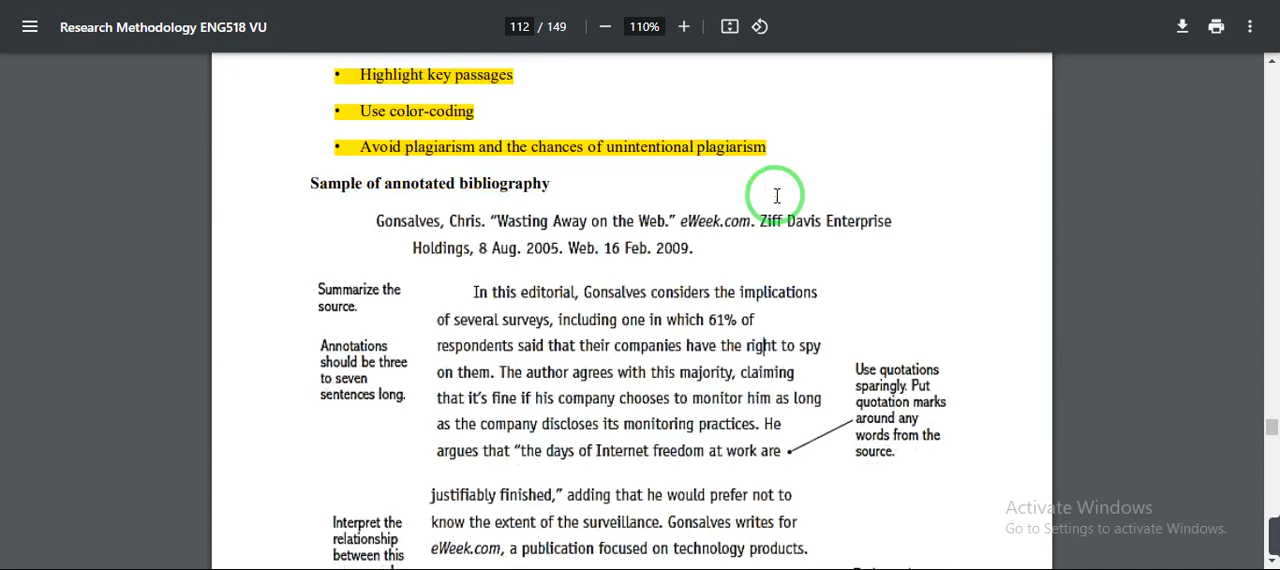 Research Methodology ENG518 VU
112 / 149
110%
• Highlight key passages
• Use color-coding
• Avoid plagiarism and the chances of unintentional plagiarism
Sample of annotated bibliography
Gonsalves, Chris. “Wasting Away on the Web.” eWeek.com. Ziff Davis Enterprise
Holdings, 8 Aug. 2005. Web. 16 Feb. 2009.
Summarize the
source.
Annotations
should be three
to seven
sentences long.
In this editorial, Gonsalves considers the implications
of several surveys, including one in which 61% of
respondents said that their companies have the right to spy
on them. The author agrees with this majority, claiming
that it’s fine if his company chooses to monitor him as long
as the company discloses its monitoring practices. He
argues that “the days of Internet freedom at work are
Use quotations
sparingly. Put
quotation marks
around any
words from the
source.
justifiably finished,” adding that he would prefer not to
know the extent of the surveillance. Gonsalves writes for
eWeek.com, a publication focused on technology products.
Interpret the
relationship
between this
Activate Windows
Go to Settings to activate Windows.